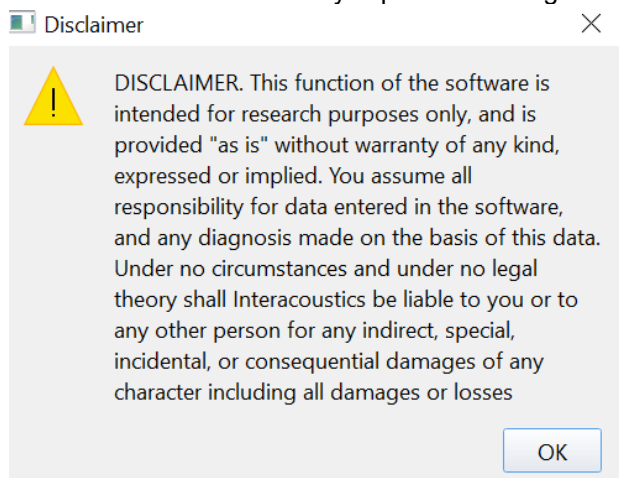 Disclaimer
DISCLAIMER. This function of the software is
intended for research purposes only, and is
provided "as is" without warranty of any kind,
expressed or implied. You assume all
responsibility for data entered in the software,
and any diagnosis made on the basis of this data.
Under no circumstances and under no legal
theory shall Interacoustics be liable to you or to
any other person for any indirect, special,
incidental, or consequential damages of any
character including all damages or losses
OK